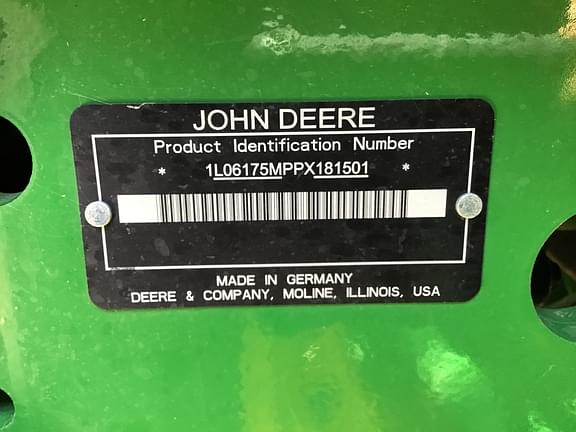 JOHN DEERE
Product Identification Number
* 1L06175MPPX181501 *
MADE IN GERMANY
DEERE & COMPANY, MOLINE, ILLINOIS, USA